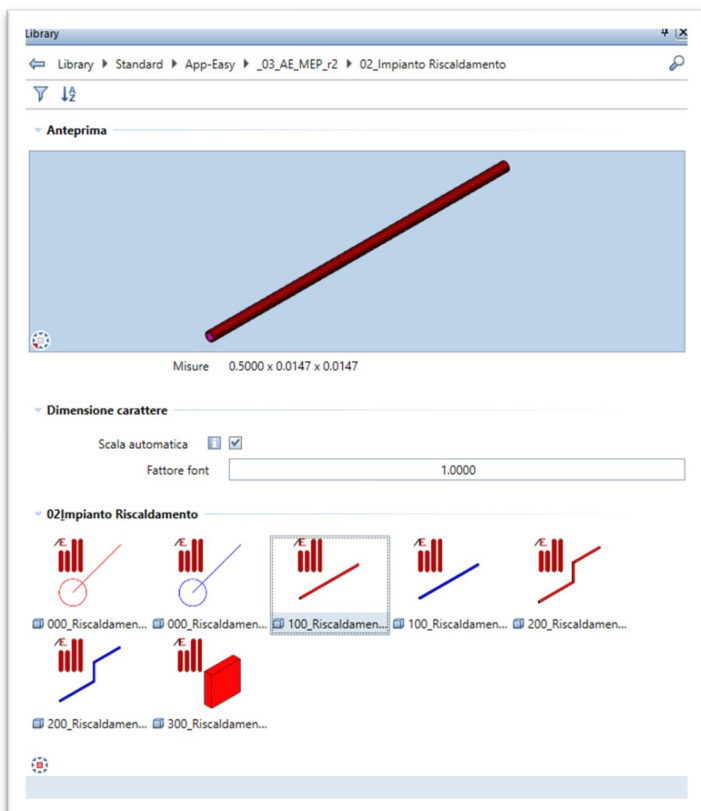 Library
Library Standard App-Easy _03_AE_MEP_r2 02_Impianto Riscaldamento
Anteprima
Misure 0.5000 x 0.0147 x 0.0147
Dimensione carattere
Scala automatica
Fattore font 1.0000
02_Impianto Riscaldamento
Æ Æ Æ Æ Æ
000_Riscaldamen... 000_Riscaldamen... 100_Riscaldamen... 100_Riscaldamen... 200_Riscaldamen...
Æ Æ
200_Riscaldamen... 300_Riscaldamen...